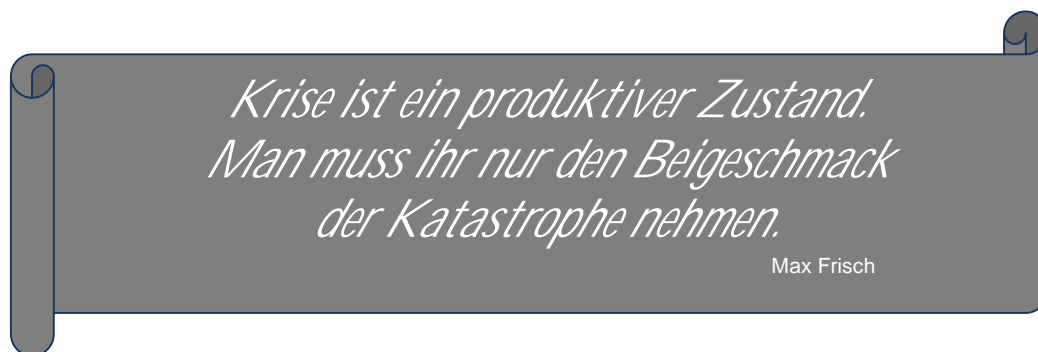 Krise ist ein produktiver Zustand.
Man muss ihr nur den Beigeschmack
der Katastrophe nehmen.
Max Frisch